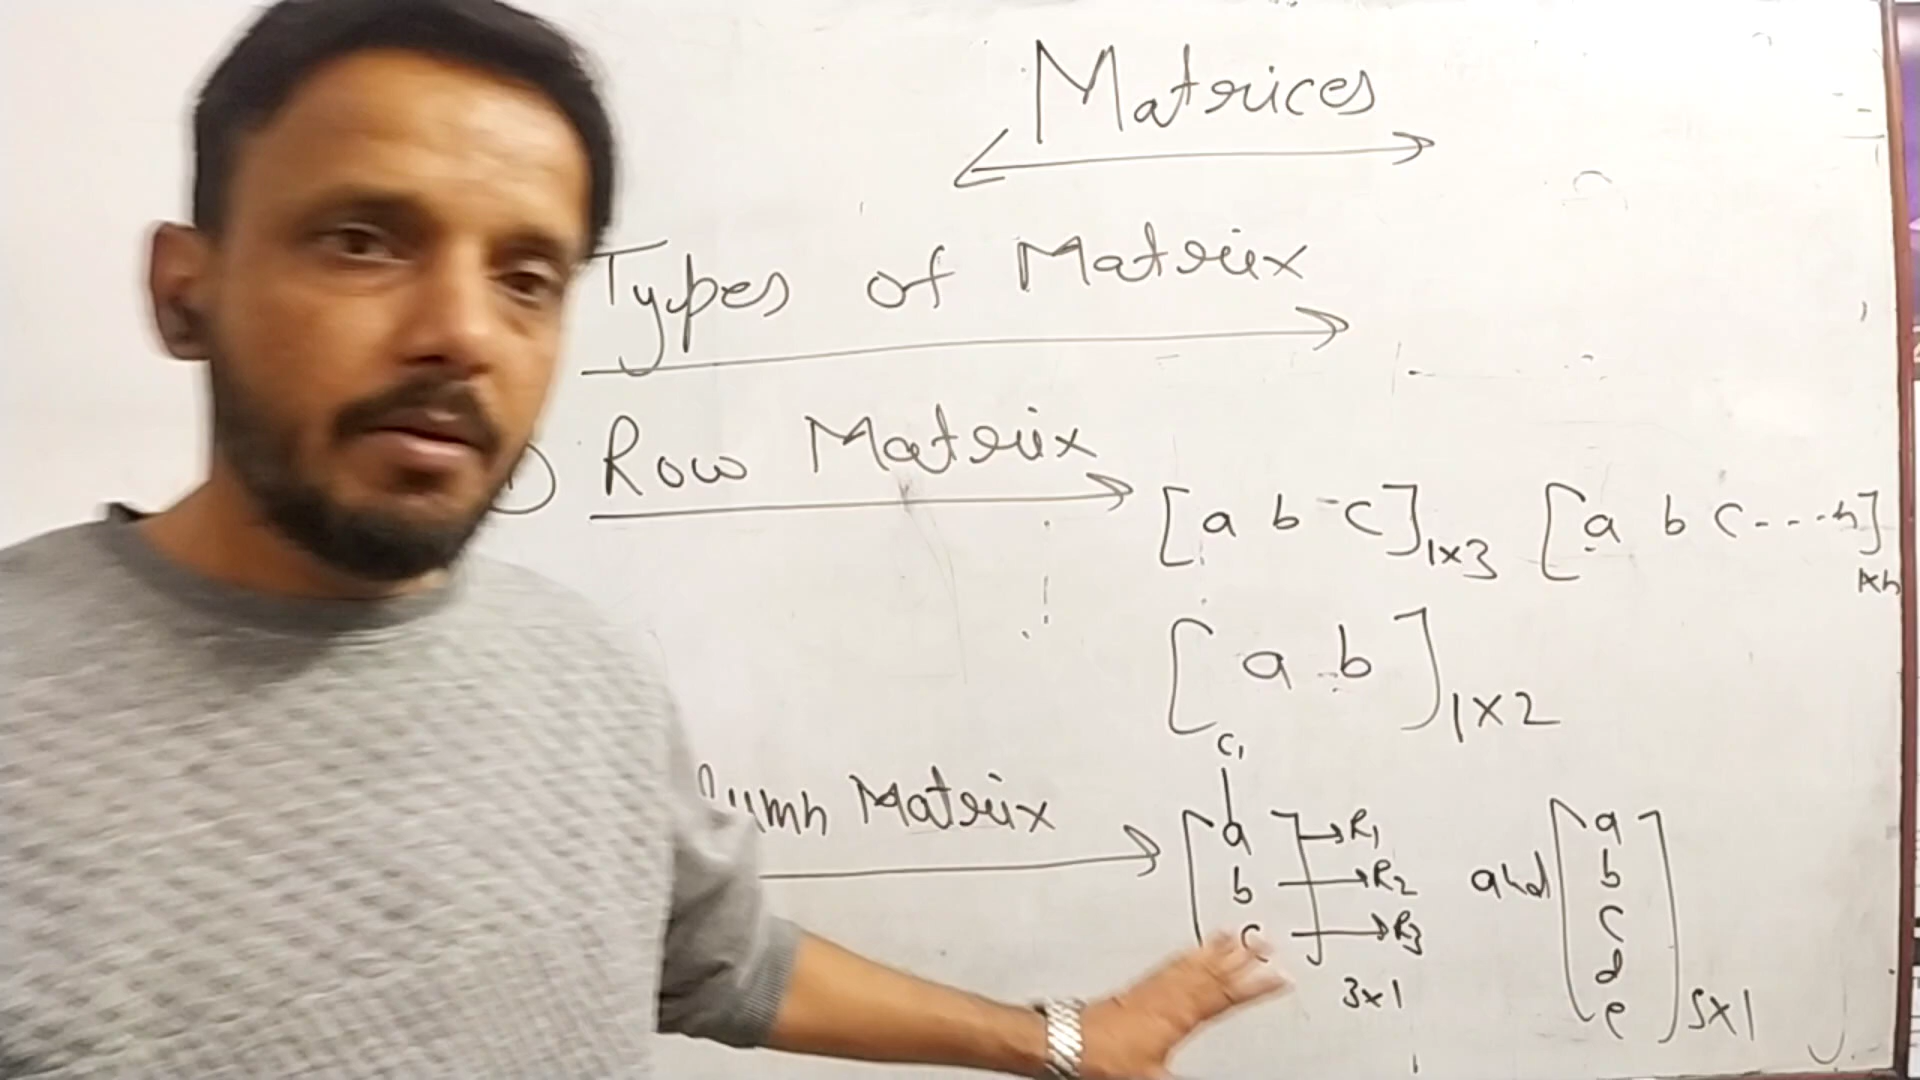 Matrices
Types of Matrix
Row Matrix
[a b c]1×3 [a b c----n]1×n
[a b]1×2
Matrix
C1
a → R1
b → R2
c → R3
3×1
and
a
b
c
d
e
5×1